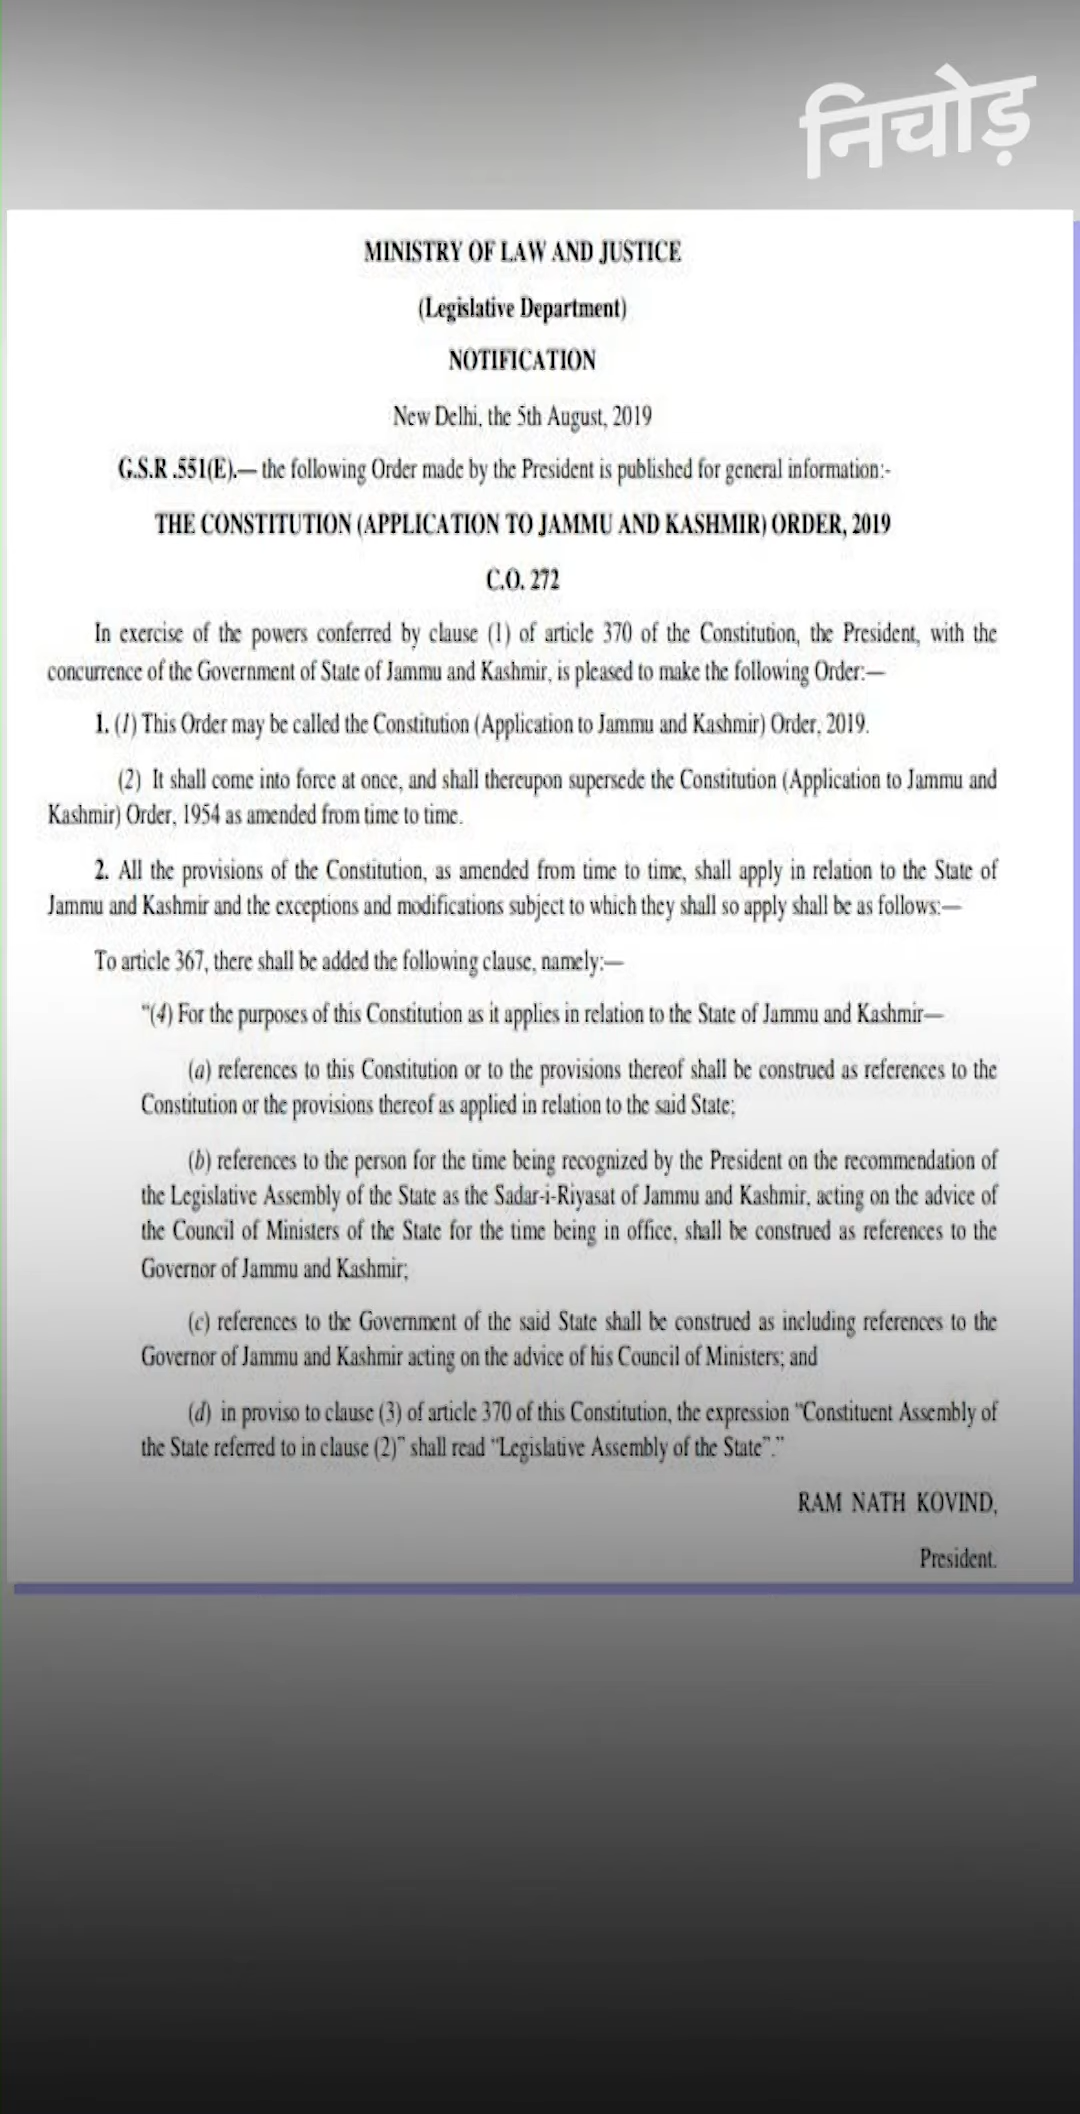 निचोड़
MINISTRY OF LAW AND JUSTICE
(Legislative Department)
NOTIFICATION
New Delhi, the 5th August, 2019
G.S.R .551(E).— the following Order made by the President is published for general information:-
THE CONSTITUTION (APPLICATION TO JAMMU AND KASHMIR) ORDER, 2019
C.O. 272
In exercise of the powers conferred by clause (1) of article 370 of the Constitution, the President, with the
concurrence of the Government of State of Jammu and Kashmir, is pleased to make the following Order:—
1. (1) This Order may be called the Constitution (Application to Jammu and Kashmir) Order, 2019.
(2) It shall come into force at once, and shall thereupon supersede the Constitution (Application to Jammu and
Kashmir) Order, 1954 as amended from time to time.
2. All the provisions of the Constitution, as amended from time to time, shall apply in relation to the State of
Jammu and Kashmir and the exceptions and modifications subject to which they shall so apply shall be as follows:—
To article 367, there shall be added the following clause, namely:—
"(4) For the purposes of this Constitution as it applies in relation to the State of Jammu and Kashmir—
(a) references to this Constitution or to the provisions thereof shall be construed as references to the
Constitution or the provisions thereof as applied in relation to the said State;
(b) references to the person for the time being recognized by the President on the recommendation of
the Legislative Assembly of the State as the Sadar-i-Riyasat of Jammu and Kashmir, acting on the advice of
the Council of Ministers of the State for the time being in office, shall be construed as references to the
Governor of Jammu and Kashmir;
(c) references to the Government of the said State shall be construed as including references to the
Governor of Jammu and Kashmir acting on the advice of his Council of Ministers; and
(d) in proviso to clause (3) of article 370 of this Constitution, the expression "Constituent Assembly of
the State referred to in clause (2)" shall read "Legislative Assembly of the State"."
RAM NATH KOVIND,
President.